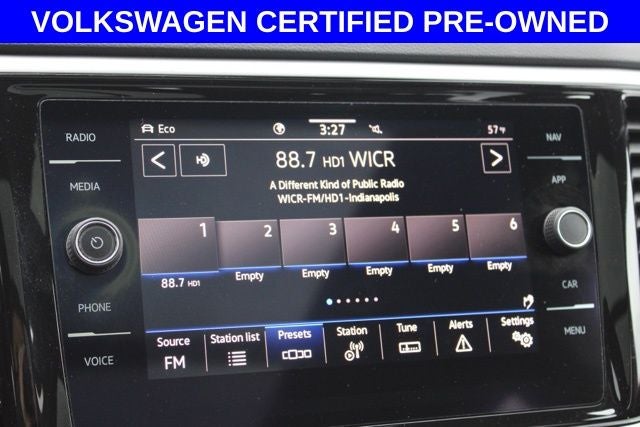 VOLKSWAGEN CERTIFIED PRE-OWNED
RADIO
MEDIA
PHONE
VOICE
Eco
3:27
57°F
88.7 HD1 WICR
A Different Kind of Public Radio
WICR-FM/HD1-Indianapolis
1 2 3 4 5 6
88.7 HD1 Empty Empty Empty Empty Empty
Source Station list Presets Station Tune Alerts Settings
FM
NAV
APP
CAR
MENU